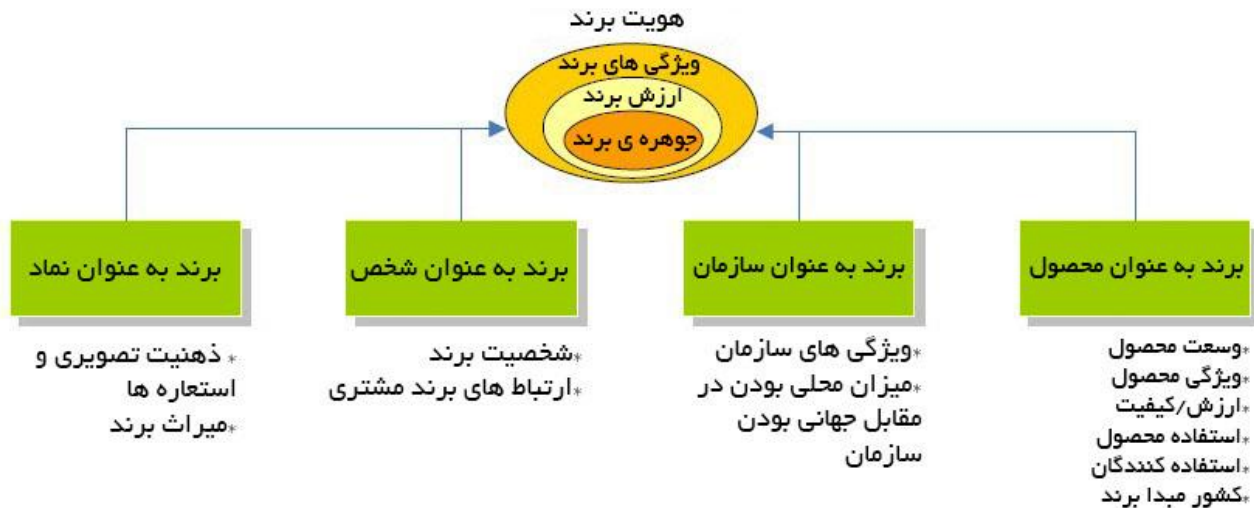 هویت برند
ویژگی های برند
ارزش برند
جوهره ی برند
برند به عنوان محصول
*وسعت محصول
*ویژگی محصول
*ارزش/کیفیت
*استفاده محصول
*استفاده کنندگان
*کشور مبدا برند
برند به عنوان سازمان
*ویژگی های سازمان
*میزان محلی بودن در
مقابل جهانی بودن
سازمان
برند به عنوان شخص
*شخصیت برند
*ارتباط های برند مشتری
برند به عنوان نماد
* ذهنیت تصویری و
استعاره ها
*میراث برند